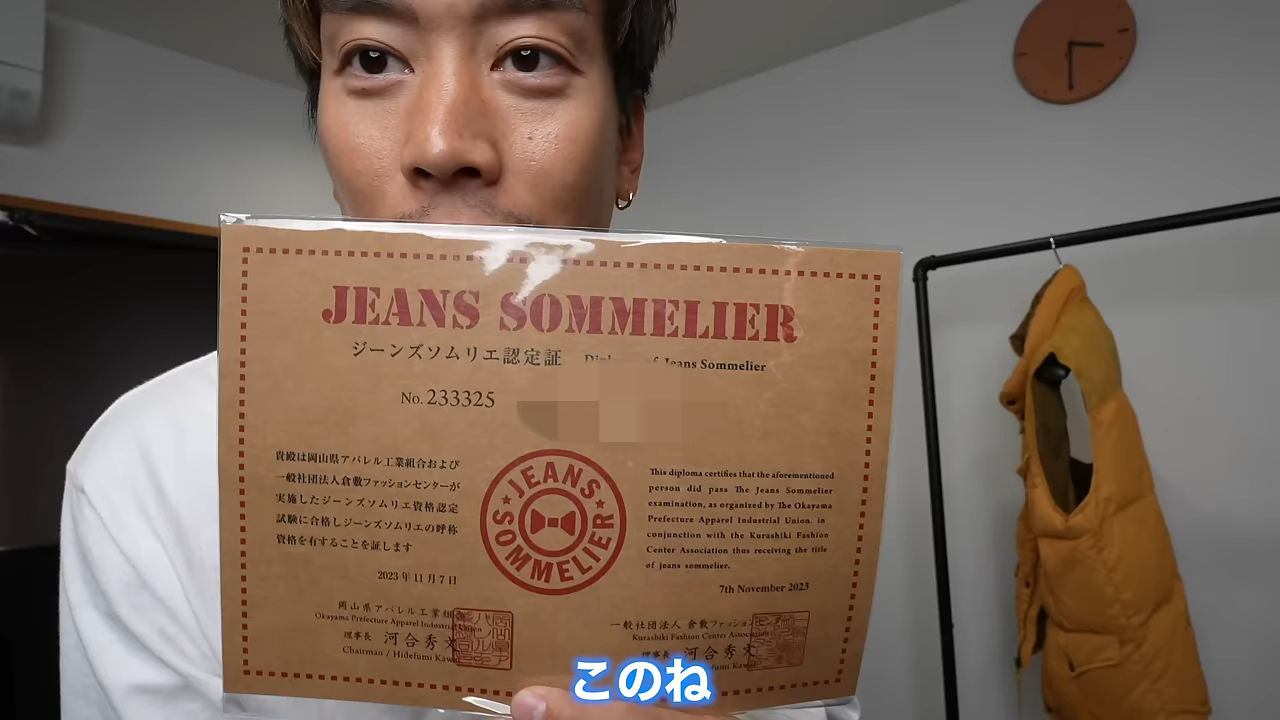 JEANS SOMMELIER
ジーンズソムリエ認定証
of Jeans Sommelier
No. 233325
貴殿は岡山県アパレル工業組合および
一般社団法人倉敷ファッションセンターが
実施したジーンズソムリエ資格認定
試験に合格しジーンズソムリエの呼称
資格を有することを証します
2023年11月7日
岡山県アパレル工業
Okayama Prefecture Apparel Industrial Union
理事長 河合秀文
Chairman / Hidefumi
JEANS SOMMELIER
This diploma certifies that the aforementioned
person did pass The Jeans Sommelier
examination, as organized by The Okayama
Prefecture Apparel Industrial Union. in
conjunction with the Kurashiki Fashion
Center Association thus receiving the title
of jeans sommelier.
7th November 2023
一般社団法人 倉敷ファッション
Kurashiki Fashion Center
理事長 河合秀文
このね